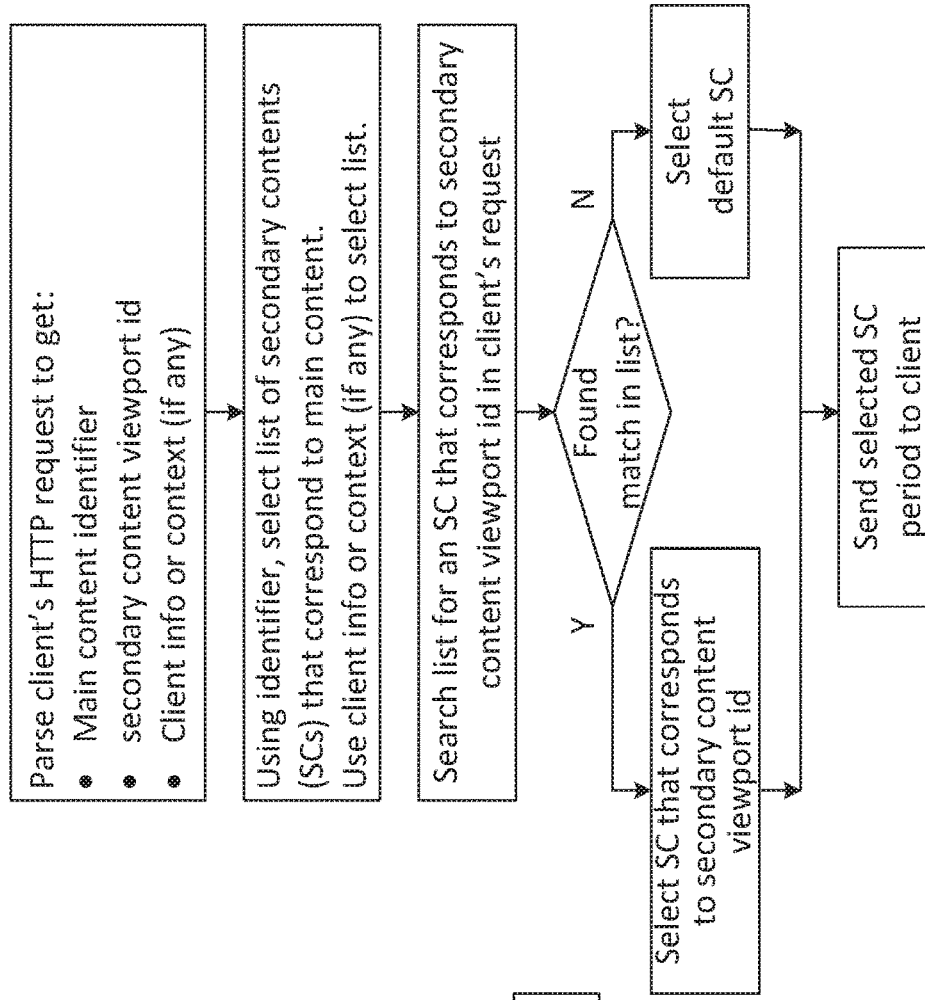 Parse client's HTTP request to get:
• Main content identifier
• secondary content viewport id
• Client info or context (if any)
Using identifier, select list of secondary contents
(SCs) that correspond to main content.
Use client info or context (if any) to select list.
Search list for an SC that corresponds to secondary
content viewport id in client's request
Found
match in list?
Y
N
Select SC that corresponds
to secondary content
viewport id
Select
default SC
Send selected SC
period to client